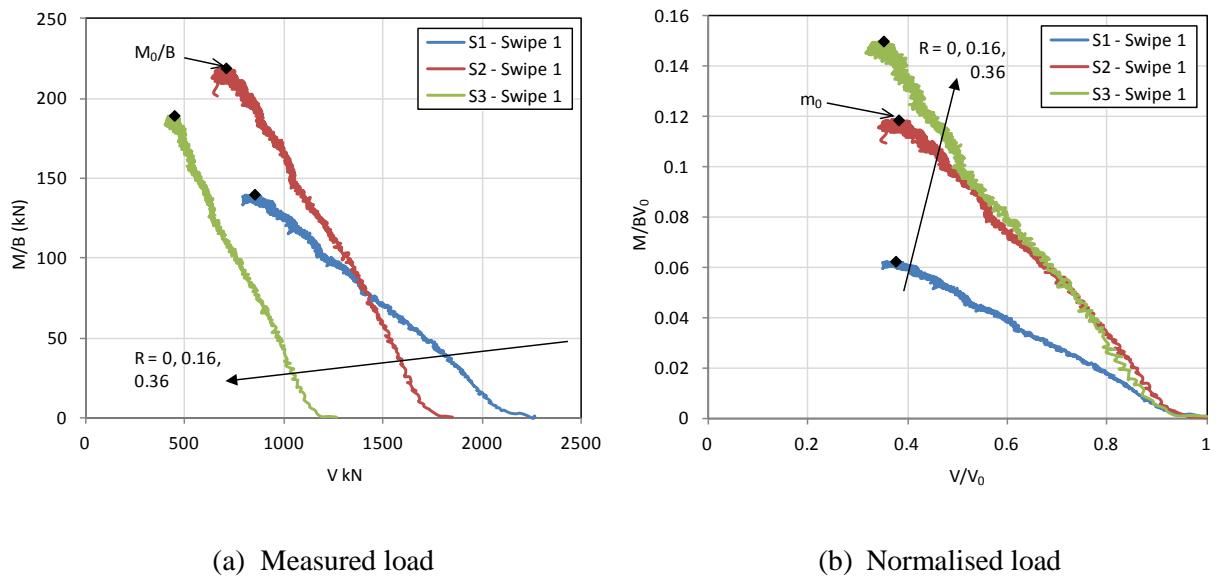 250
200
150
100
50
0
M/B (kN)
0
500
1000
1500
2000
2500
V kN
M₀/B
S1 - Swipe 1
S2 - Swipe 1
S3 - Swipe 1
R = 0, 0.16,
0.36
(a) Measured load
0.16
0.14
0.12
0.1
0.08
0.06
0.04
0.02
0
M/BV₀
0
0.2
0.4
0.6
0.8
1
V/V₀
m₀
R = 0, 0.16,
0.36
S1 - Swipe 1
S2 - Swipe 1
S3 - Swipe 1
(b) Normalised load